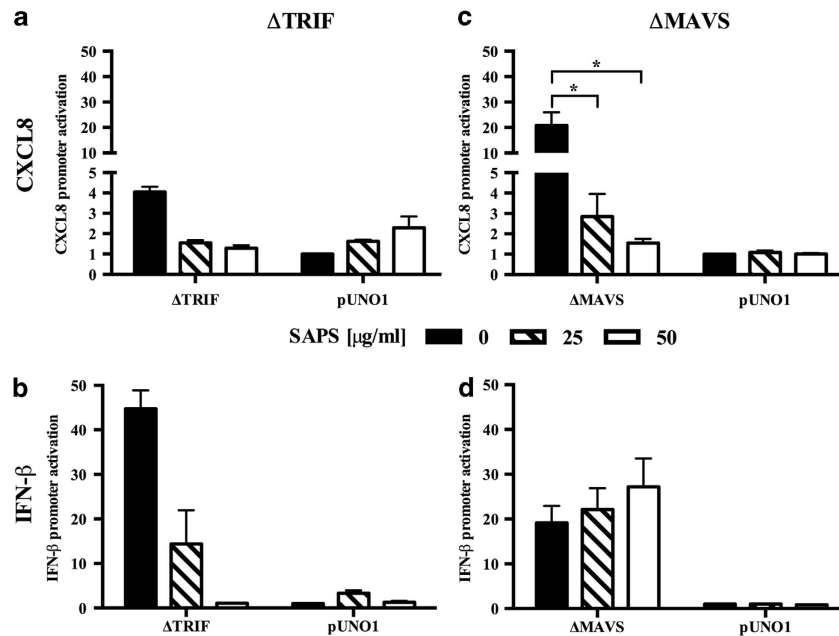 a
ΔTRIF
CXCL8
CXCL8 promoter activation
50
40
30
20
10
5
4
3
2
1
0
ΔTRIF
pUNO1
c
ΔMAVS
CXCL8 promoter activation
50
40
30
20
10
5
4
3
2
1
0
*
*
ΔMAVS
pUNO1
SAPS [μg/ml] 0 25 50
b
IFN-β
IFN-β promoter activation
50
40
30
20
10
0
ΔTRIF
pUNO1
d
IFN-β promoter activation
50
40
30
20
10
0
ΔMAVS
pUNO1